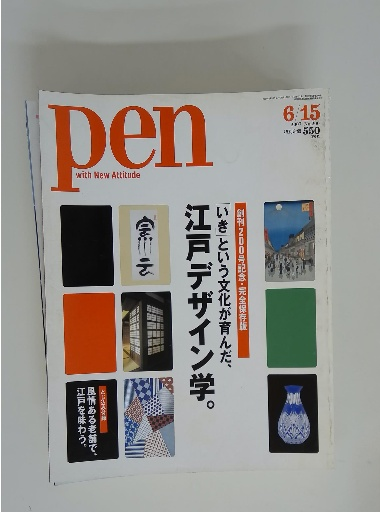 pen
with New Attitude
6/15
550
創刊200号記念・完全保存版
「いき」という文化が育んだ、
江戸デザイン学。
風情ある老舗で、
江戸を味わう。